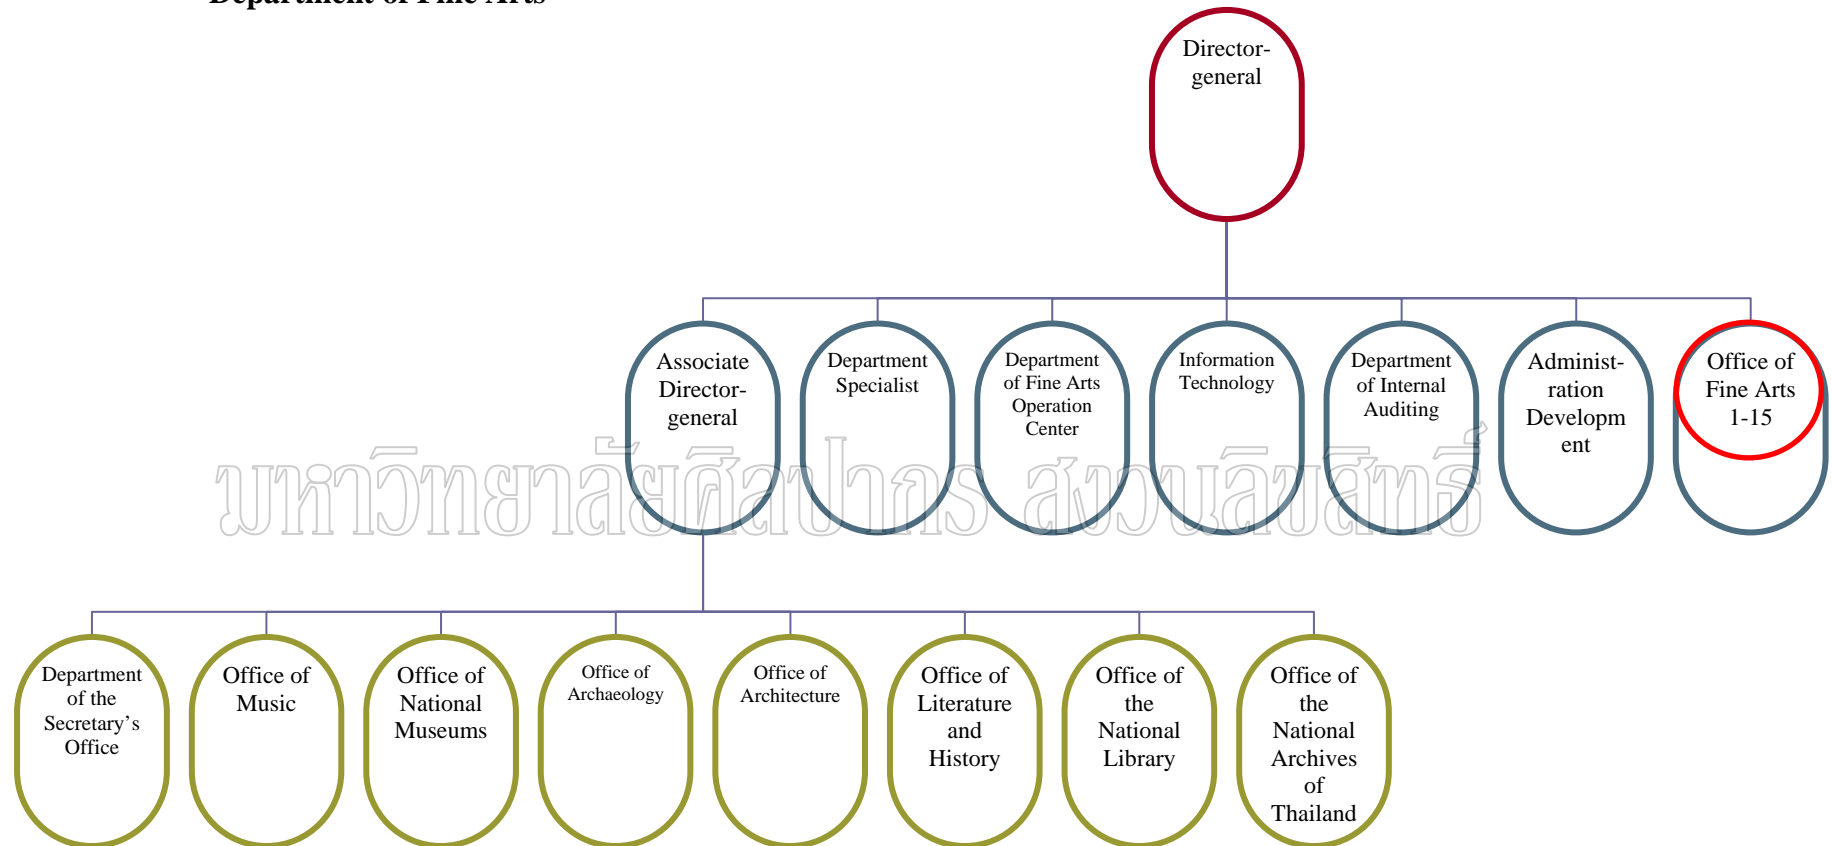 Department of Fine Arts
Director-
general
Associate
Director-
general
Department
Specialist
Department
of Fine Arts
Operation
Center
Information
Technology
Department
of Internal
Auditing
Administ-
ration
Developm
ent
Office of
Fine Arts
1-15
มหาวิทยาลัยศิลปากร สงวนลิขสิทธิ์
Department
of the
Secretary’s
Office
Office of
Music
Office of
National
Museums
Office of
Archaeology
Office of
Architecture
Office of
Literature
and
History
Office of
the
National
Library
Office of
the
National
Archives
of
Thailand